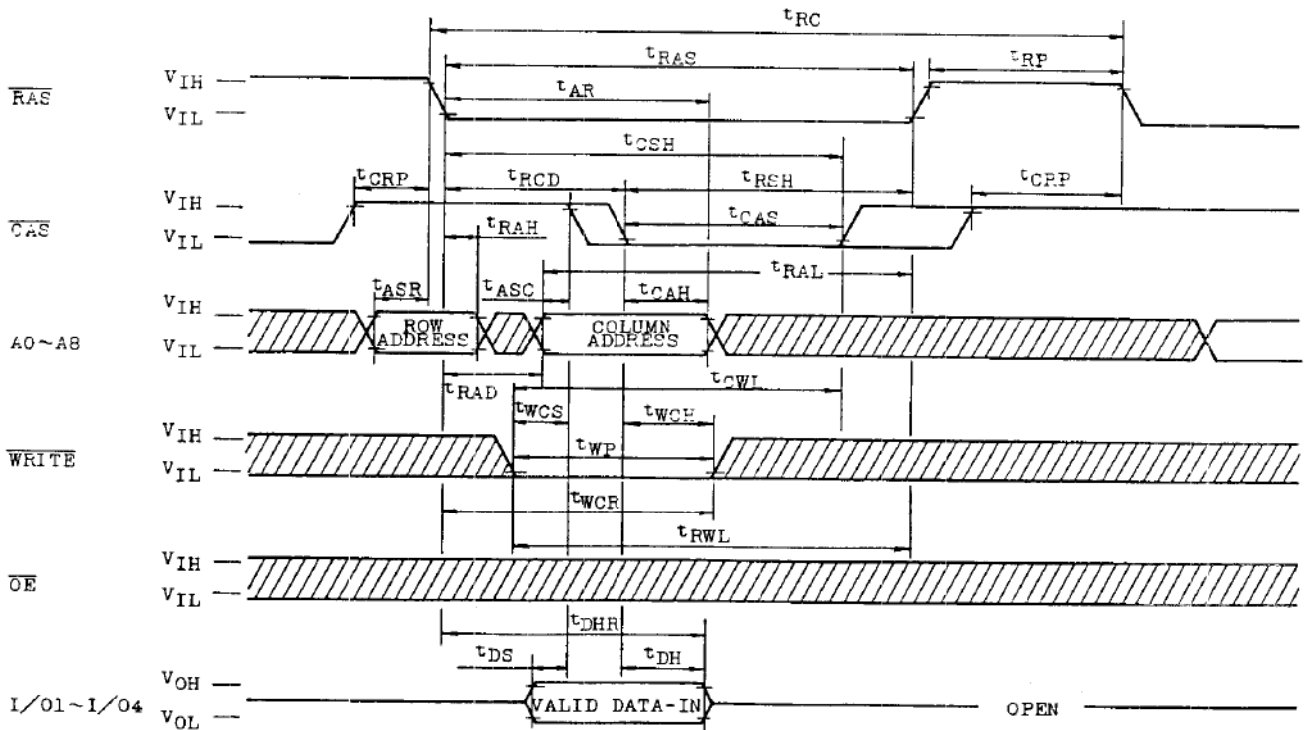 tRC
tRAS
tRP
VIH
RAS
tAR
VIL
tCSH
tCRP
tRCD
tRSH
tCRP
VIH
CAS
tCAS
VIL
tRAH
tRAL
tASR
tASC
tCAH
VIH
A0~A8
ROW ADDRESS
COLUMN ADDRESS
VIL
tRAD
tCWL
tWCS
tWCH
VIH
WRITE
tWP
VIL
tWCR
tRWL
VIH
OE
VIL
tDHR
tDS
tDH
VOH
I/O1~I/O4
VALID DATA-IN
OPEN
VOL